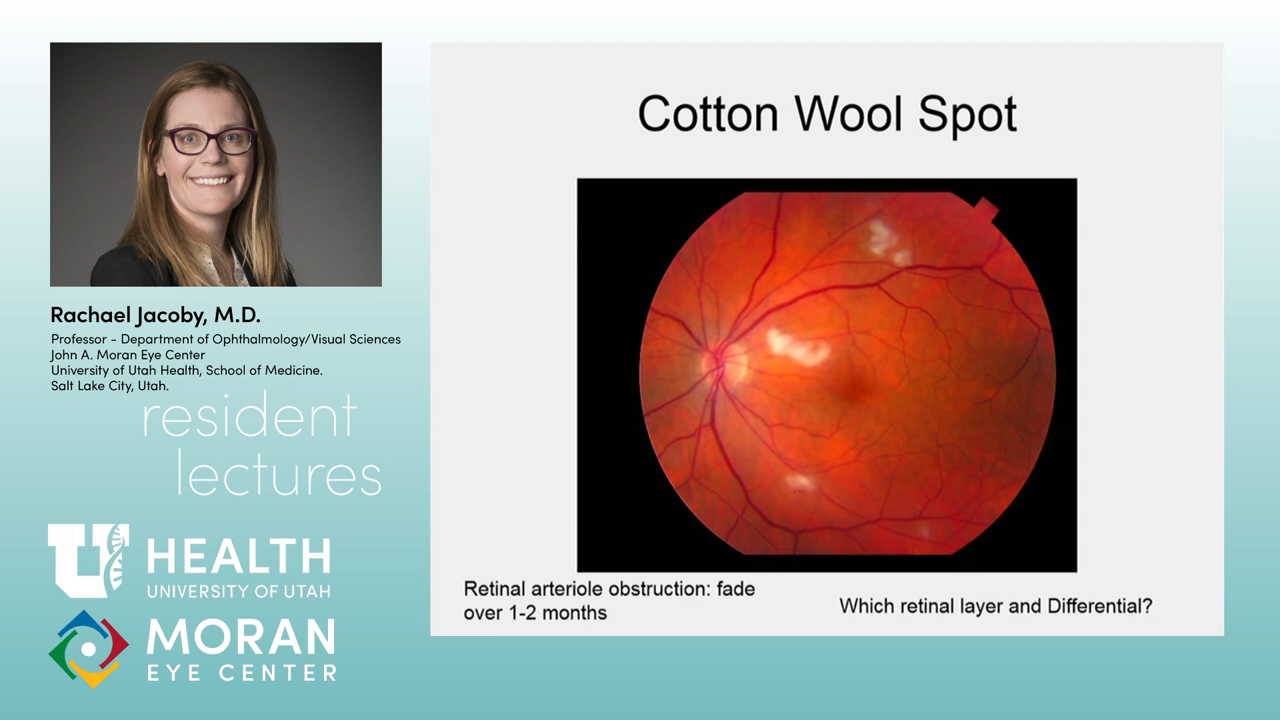 Cotton Wool Spot
Rachael Jacoby, M.D.
Professor - Department of Ophthalmology/Visual Sciences
John A. Moran Eye Center
University of Utah Health, School of Medicine.
Salt Lake City, Utah.
resident
lectures
U HEALTH
UNIVERSITY OF UTAH
MORAN
EYE CENTER
Retinal arteriole obstruction: fade
over 1-2 months
Which retinal layer and Differential?